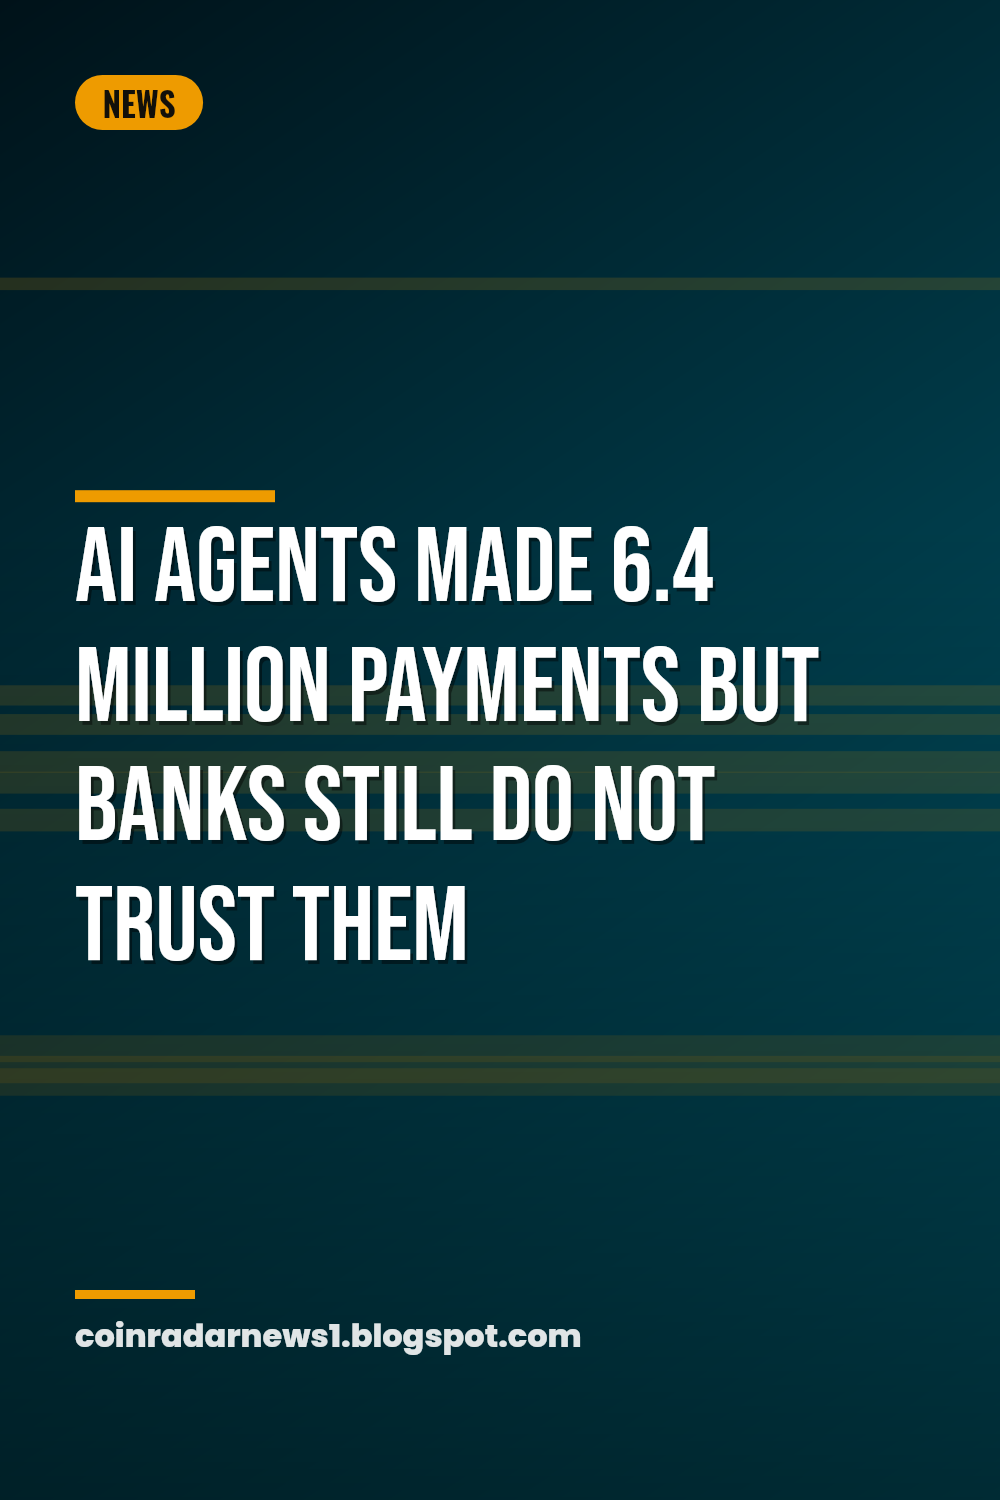 NEWS
AI AGENTS MADE 6.4
MILLION PAYMENTS BUT
BANKS STILL DO NOT
TRUST THEM
coinradarnews1.blogspot.com